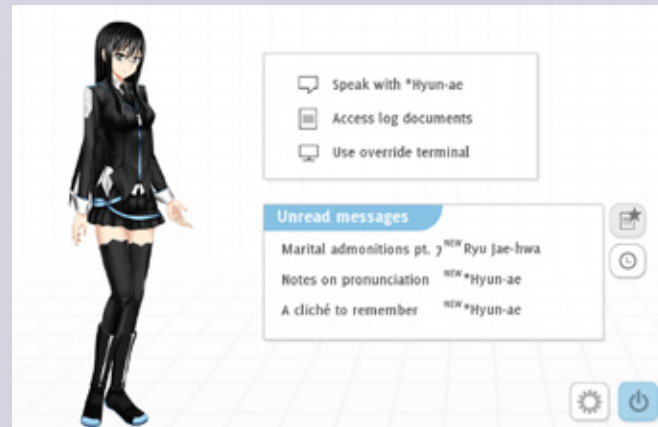 Speak with *Hyun-ae
Access log documents
Use override terminal
Unread messages
Marital admonitions pt. 7 NEW Ryu Jae-hwa
Notes on pronunciation NEW *Hyun-ae
A cliché to remember NEW *Hyun-ae